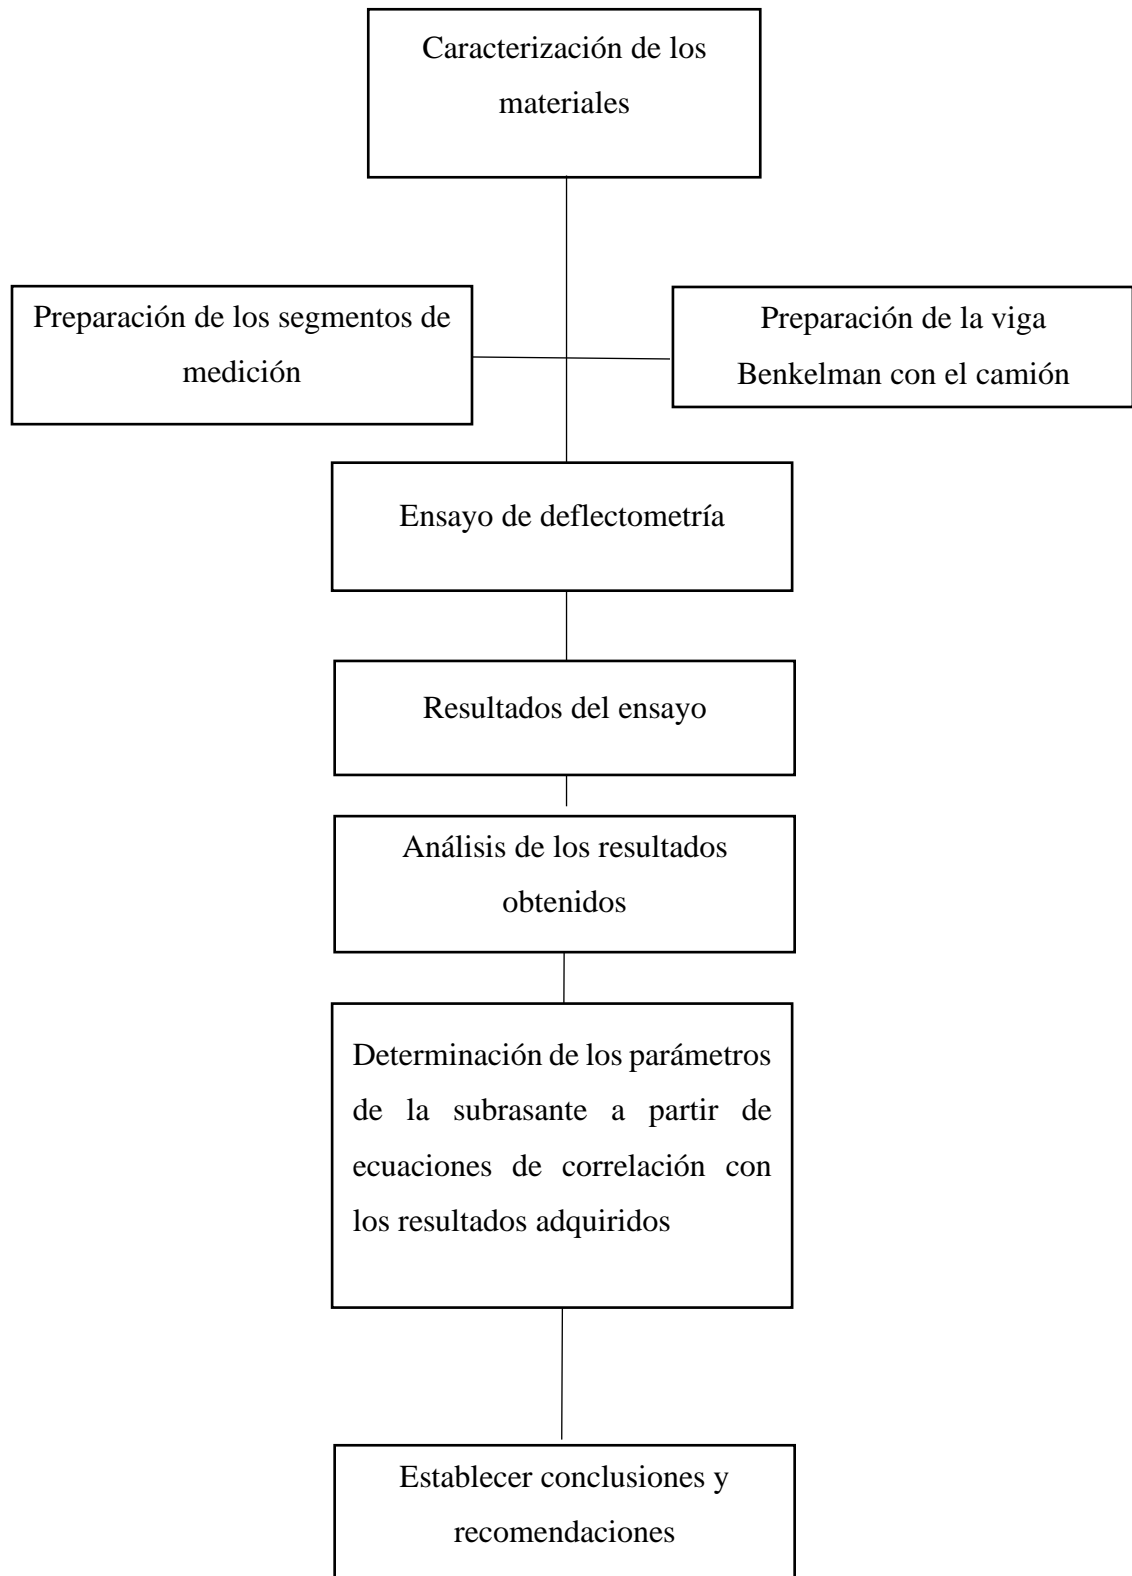 Caracterización de los
materiales
Preparación de los segmentos de
medición
Preparación de la viga
Benkelman con el camión
Ensayo de deflectometría
Resultados del ensayo
Análisis de los resultados
obtenidos
Determinación de los parámetros
de la subrasante a partir de
ecuaciones de correlación con
los resultados adquiridos
Establecer conclusiones y
recomendaciones